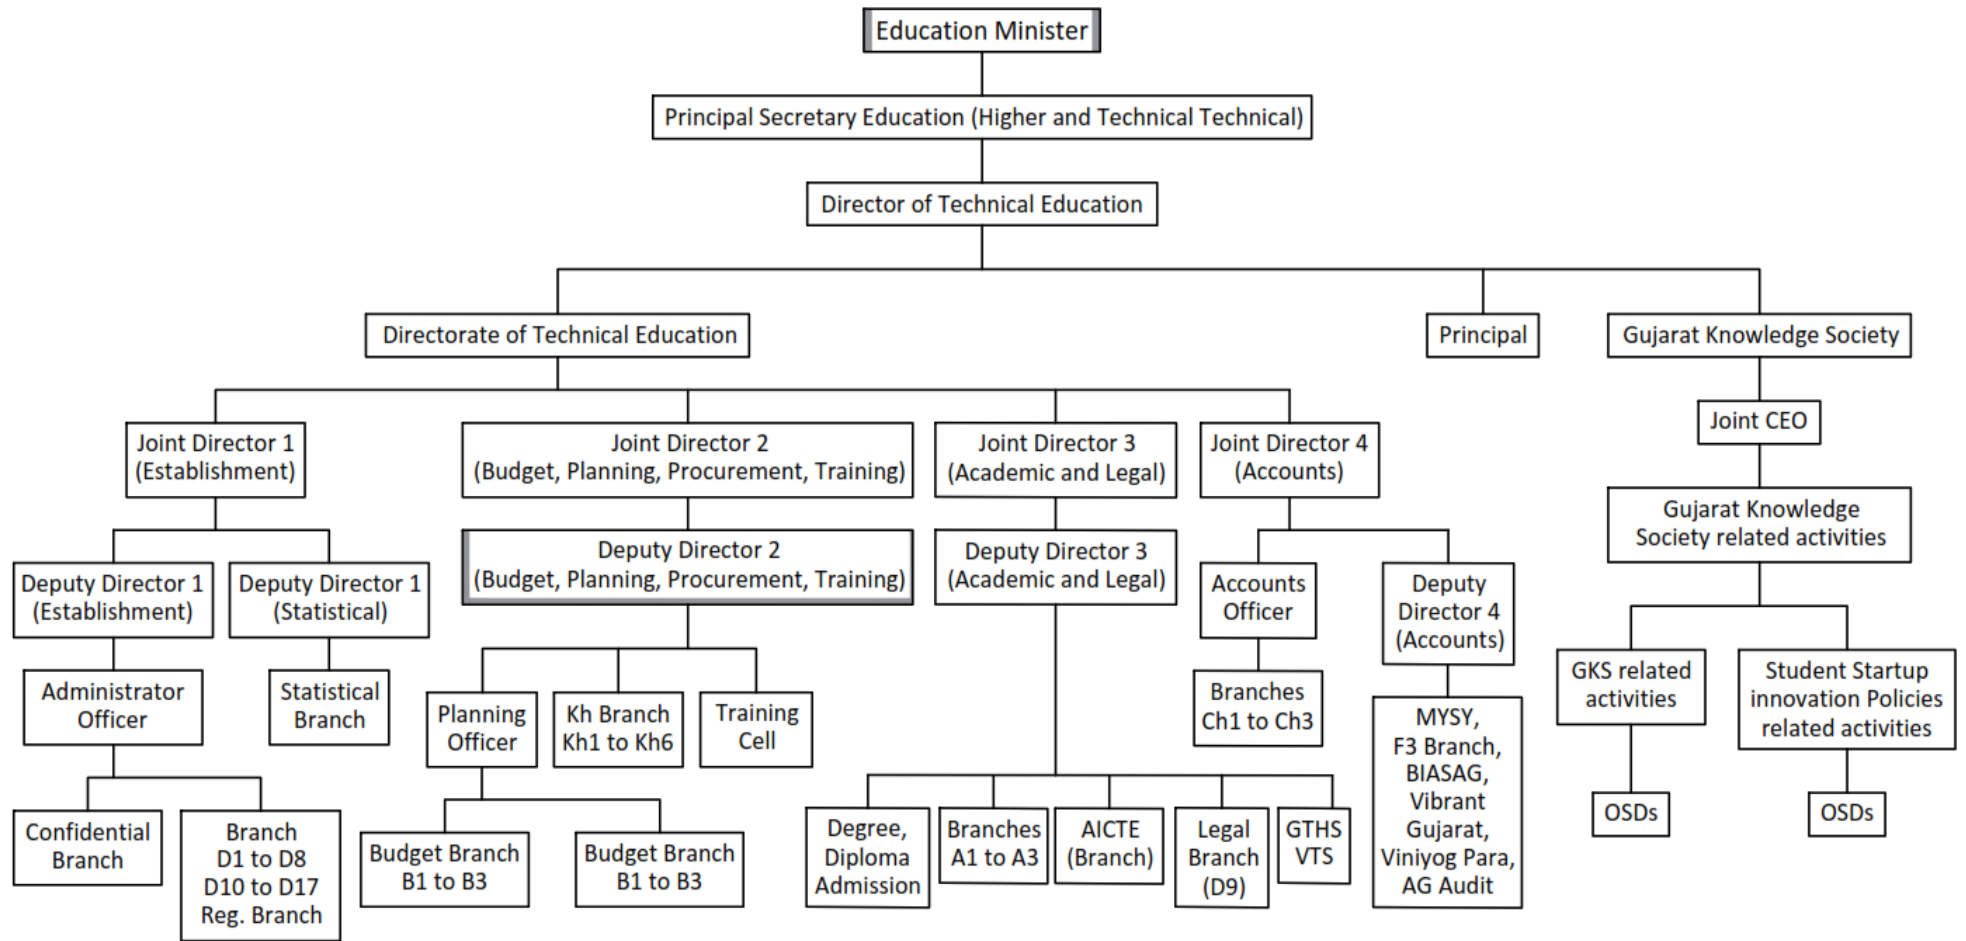 Education Minister
Principal Secretary Education (Higher and Technical Technical)
Director of Technical Education
Directorate of Technical Education
Principal
Gujarat Knowledge Society
Joint Director 1
(Establishment)
Joint Director 2
(Budget, Planning, Procurement, Training)
Joint Director 3
(Academic and Legal)
Joint Director 4
(Accounts)
Joint CEO
Deputy Director 1
(Establishment)
Deputy Director 1
(Statistical)
Deputy Director 2
(Budget, Planning, Procurement, Training)
Deputy Director 3
(Academic and Legal)
Accounts
Officer
Deputy
Director 4
(Accounts)
Gujarat Knowledge
Society related activities
Administrator
Officer
Statistical
Branch
Planning
Officer
Kh Branch
Kh1 to Kh6
Training
Cell
Branches
Ch1 to Ch3
GKS related
activities
Student Startup
innovation Policies
related activities
Confidential
Branch
Branch
D1 to D8
D10 to D17
Reg. Branch
Budget Branch
B1 to B3
Budget Branch
B1 to B3
Degree,
Diploma
Admission
Branches
A1 to A3
AICTE
(Branch)
Legal
Branch
(D9)
GTHS
VTS
MYSY,
F3 Branch,
BIASAG,
Vibrant
Gujarat,
Viniyog Para,
AG Audit
OSDs
OSDs